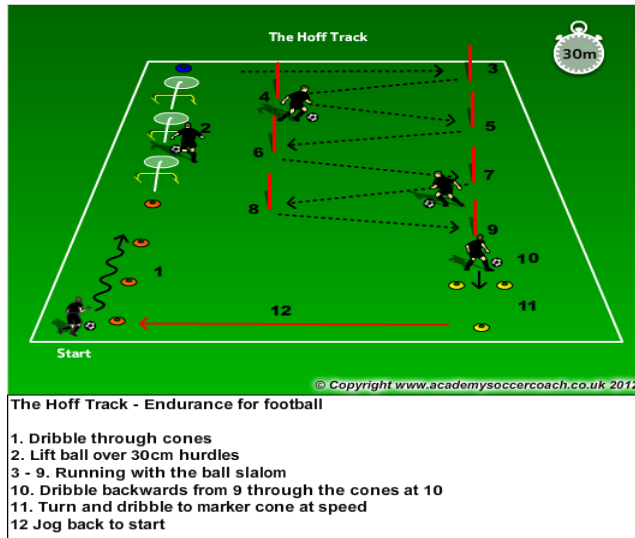 The Hoff Track
30m
3
4
5
2
6
7
8
9
10
1
11
12
Start
© Copyright www.academysoccercoach.co.uk 2012
The Hoff Track - Endurance for football
1. Dribble through cones
2. Lift ball over 30cm hurdles
3 - 9. Running with the ball slalom
10. Dribble backwards from 9 through the cones at 10
11. Turn and dribble to marker cone at speed
12 Jog back to start